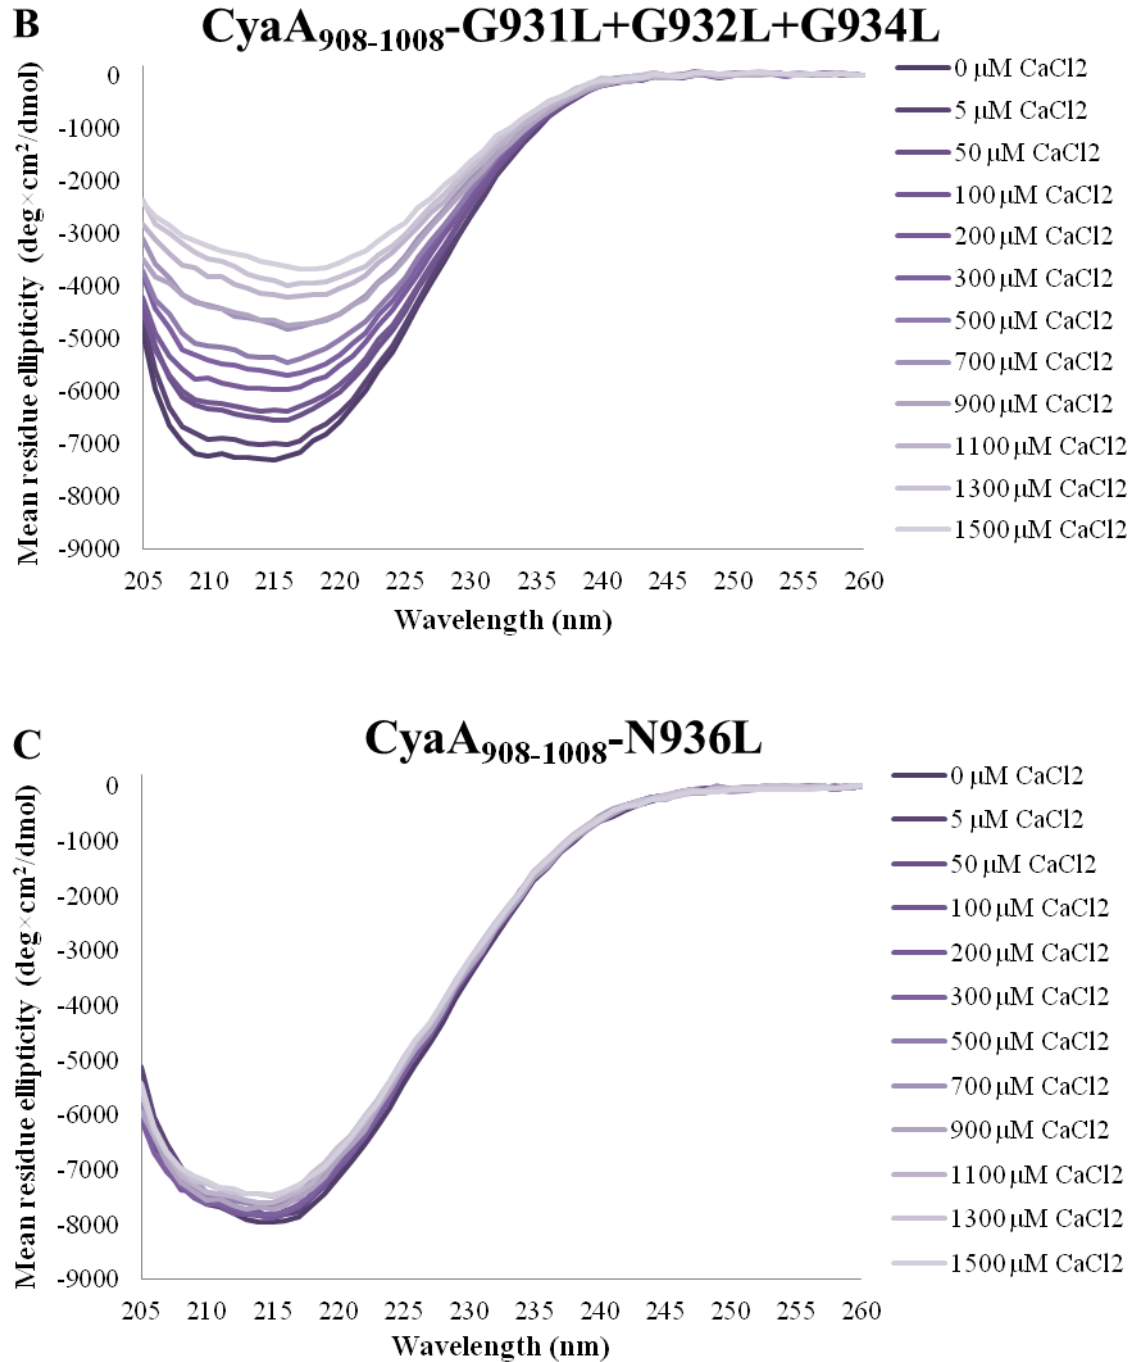 B
CyaA908-1008-G931L+G932L+G934L
Mean residue ellipticity (deg×cm2/dmol)
0
-1000
-2000
-3000
-4000
-5000
-6000
-7000
-8000
-9000
205 210 215 220 225 230 235 240 245 250 255 260
Wavelength (nm)
0 μM CaCl2
5 μM CaCl2
50 μM CaCl2
100 μM CaCl2
200 μM CaCl2
300 μM CaCl2
500 μM CaCl2
700 μM CaCl2
900 μM CaCl2
1100 μM CaCl2
1300 μM CaCl2
1500 μM CaCl2
C
CyaA908-1008-N936L
Mean residue ellipticity (deg×cm2/dmol)
0
-1000
-2000
-3000
-4000
-5000
-6000
-7000
-8000
-9000
205 210 215 220 225 230 235 240 245 250 255 260
Wavelength (nm)
0 μM CaCl2
5 μM CaCl2
50 μM CaCl2
100 μM CaCl2
200 μM CaCl2
300 μM CaCl2
500 μM CaCl2
700 μM CaCl2
900 μM CaCl2
1100 μM CaCl2
1300 μM CaCl2
1500 μM CaCl2